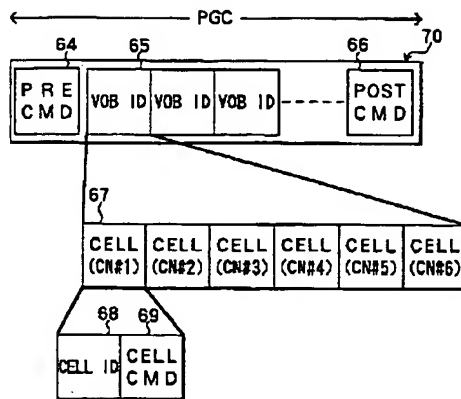 PGC
64 65 66 70
PRE CMD VOB ID VOB ID VOB ID POST CMD
67
CELL (CN#1) CELL (CN#2) CELL (CN#3) CELL (CN#4) CELL (CN#5) CELL (CN#6)
68 69
CELL ID CELL CMD